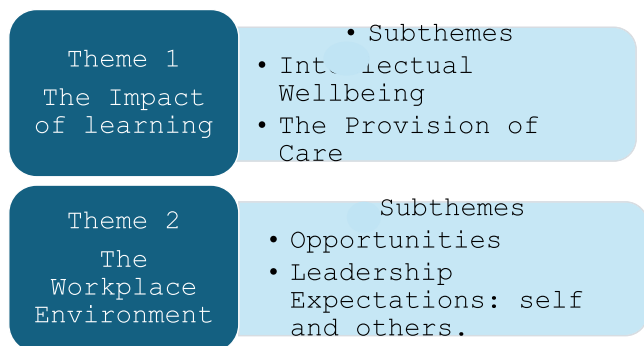 Theme 1
The Impact
of learning
• Subthemes
• Intellectual
Wellbeing
• The Provision of
Care
Theme 2
The
Workplace
Environment
Subthemes
• Opportunities
• Leadership
Expectations: self
and others.